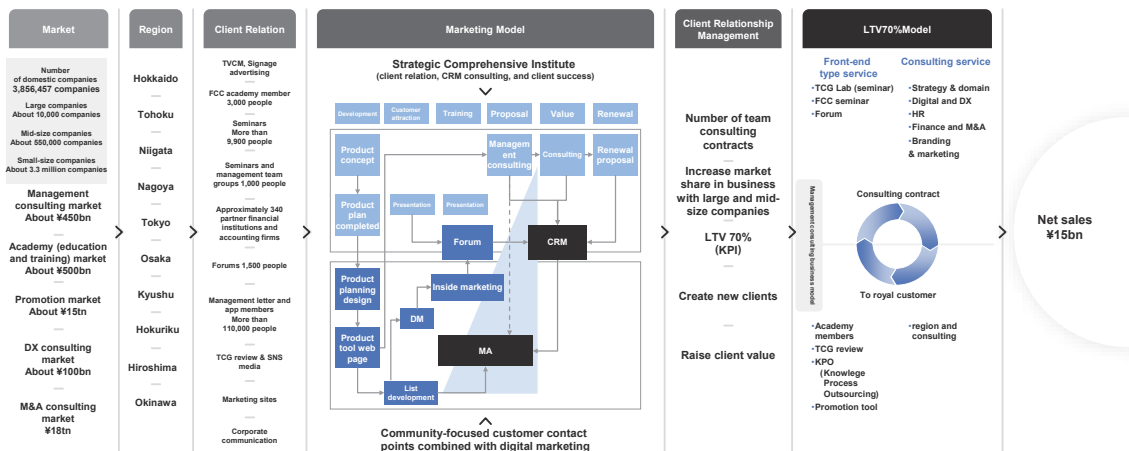 Market
Number
of domestic companies
3,856,457 companies
Large companies
About 10,000 companies
Mid-size companies
About 550,000 companies
Small-size companies
About 3.3 million companies
Management
consulting market
About ¥450bn
Academy (education
and training) market
About ¥500bn
Promotion market
About ¥15tn
DX consulting
market
About ¥100bn
M&A consulting
market
¥18tn
Region
Hokkaido
Tohoku
Niigata
Nagoya
Tokyo
Osaka
Kyushu
Hokuriku
Hiroshima
Okinawa
Client Relation
TVCM, Signage
advertising
FCC academy member
3,000 people
Seminars
More than
9,900 people
Seminars and
management team
groups 1,000 people
Approximately 340
partner financial
institutions and
accounting firms
Forums 1,500 people
Management letter and
app members
More than
110,000 people
TCG review & SNS
media
Marketing sites
Corporate
communication
Marketing Model
Strategic Comprehensive Institute
(client relation, CRM consulting, and client success)
Development
Customer
attraction
Training
Proposal
Value
Renewal
Product
concept
Managem
ent
consulting
Consulting
Renewal
proposal
Product
plan
completed
Presentation
Presentation
Forum
CRM
Product
planning
design
Inside marketing
DM
Product
tool web
page
MA
List
development
Community-focused customer contact
points combined with digital marketing
Client Relationship
Management
Number of team
consulting
contracts
Increase market
share in business
with large and mid-
size companies
LTV 70%
(KPI)
Create new clients
Raise client value
LTV70%Model
Front-end
type service
•TCG Lab (seminar)
•FCC seminar
•Forum
Consulting service
•Strategy & domain
•Digital and DX
•HR
•Finance and M&A
•Branding
& marketing
Management consulting business model
Consulting contract
To royal customer
•Academy
members
•TCG review
•KPO
(Knowlege
Process
Outsourcing)
•Promotion tool
•region and
consulting
Net sales
¥15bn